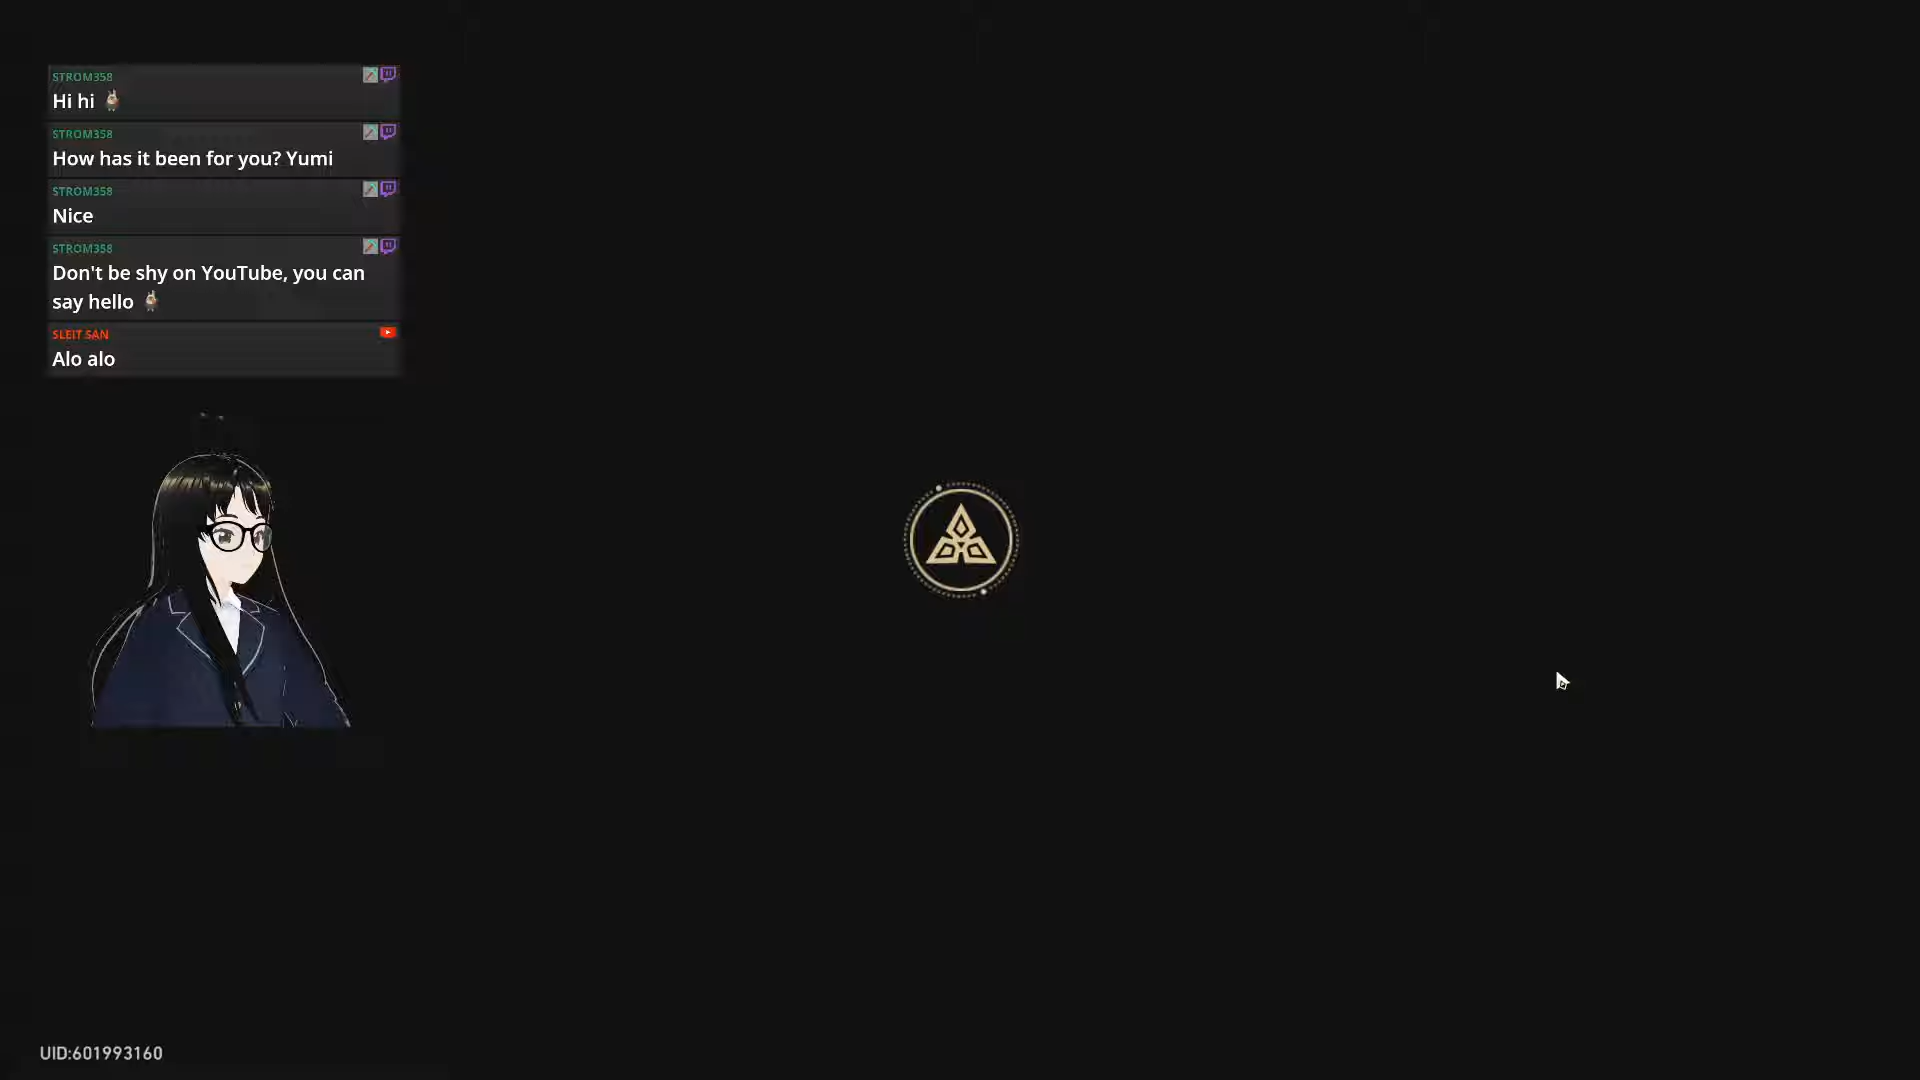 STROM358
Hi hi
STROM358
How has it been for you? Yumi
STROM358
Nice
STROM358
Don't be shy on YouTube, you can
say hello
SLEIT SAN
Alo alo
UID:601993160